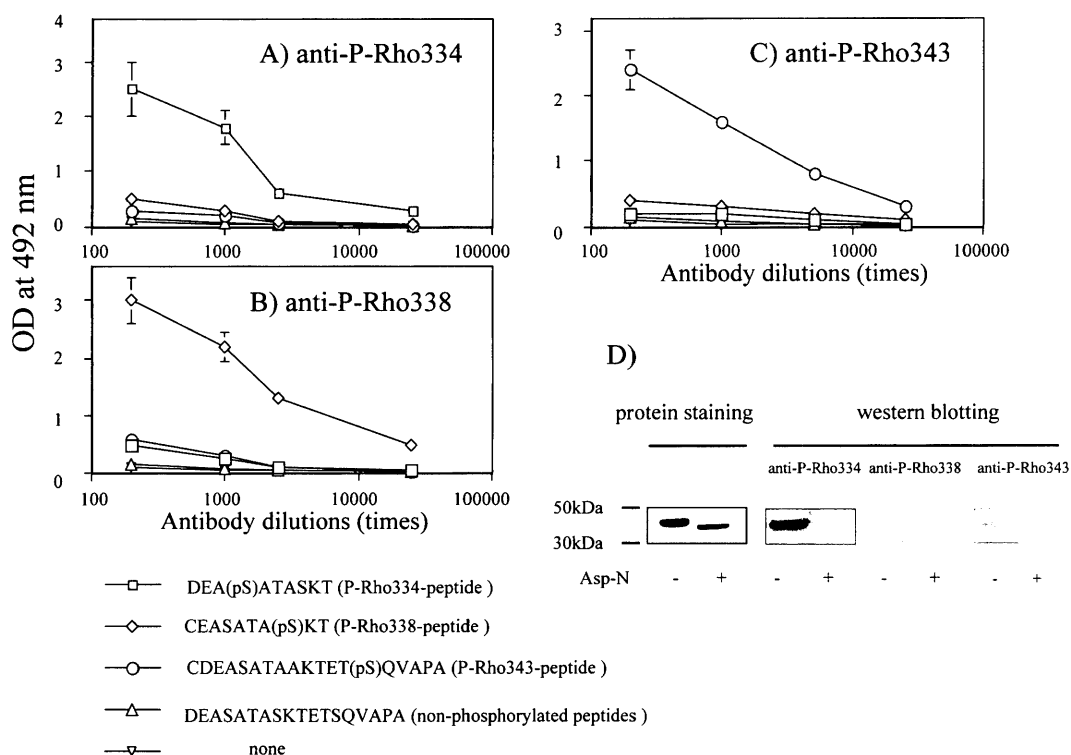 OD at 492 nm
A) anti-P-Rho334
4
3
2
1
0
100 1000 10000 100000
B) anti-P-Rho338
3
2
1
0
100 1000 10000 100000
Antibody dilutions (times)
C) anti-P-Rho343
3
2
1
0
100 1000 10000 100000
Antibody dilutions (times)
D)
protein staining western blotting
anti-P-Rho334 anti-P-Rho338 anti-P-Rho343
50kDa
30kDa
Asp-N - + - + - + - +
DEA(pS)ATASKT (P-Rho334-peptide )
CEASATA(pS)KT (P-Rho338-peptide )
CDEASATAAKTET(pS)QVAPA (P-Rho343-peptide )
DEASATASKTETSQVAPA (non-phosphorylated peptides )
none